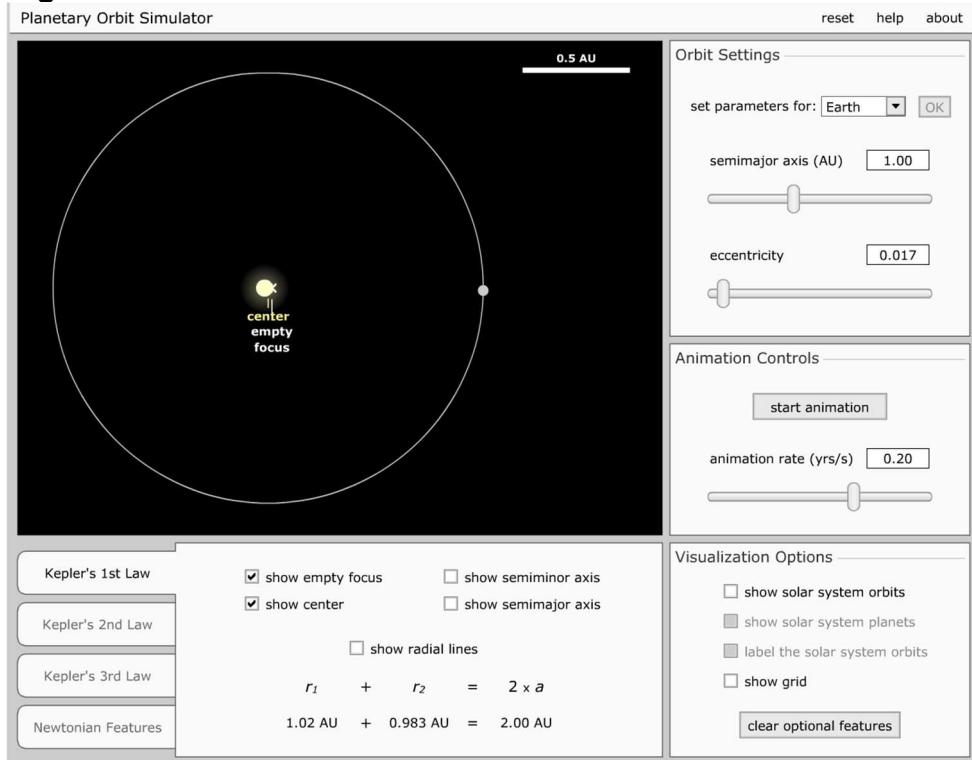 Planetary Orbit Simulator
reset help about
0.5 AU
center
empty
focus
Orbit Settings
set parameters for: Earth OK
semimajor axis (AU) 1.00
eccentricity 0.017
Animation Controls
start animation
animation rate (yrs/s) 0.20
Kepler's 1st Law
Kepler's 2nd Law
Kepler's 3rd Law
Newtonian Features
show empty focus show semiminor axis
show center show semimajor axis
show radial lines
r₁ + r₂ = 2 x a
1.02 AU + 0.983 AU = 2.00 AU
Visualization Options
show solar system orbits
show solar system planets
label the solar system orbits
show grid
clear optional features